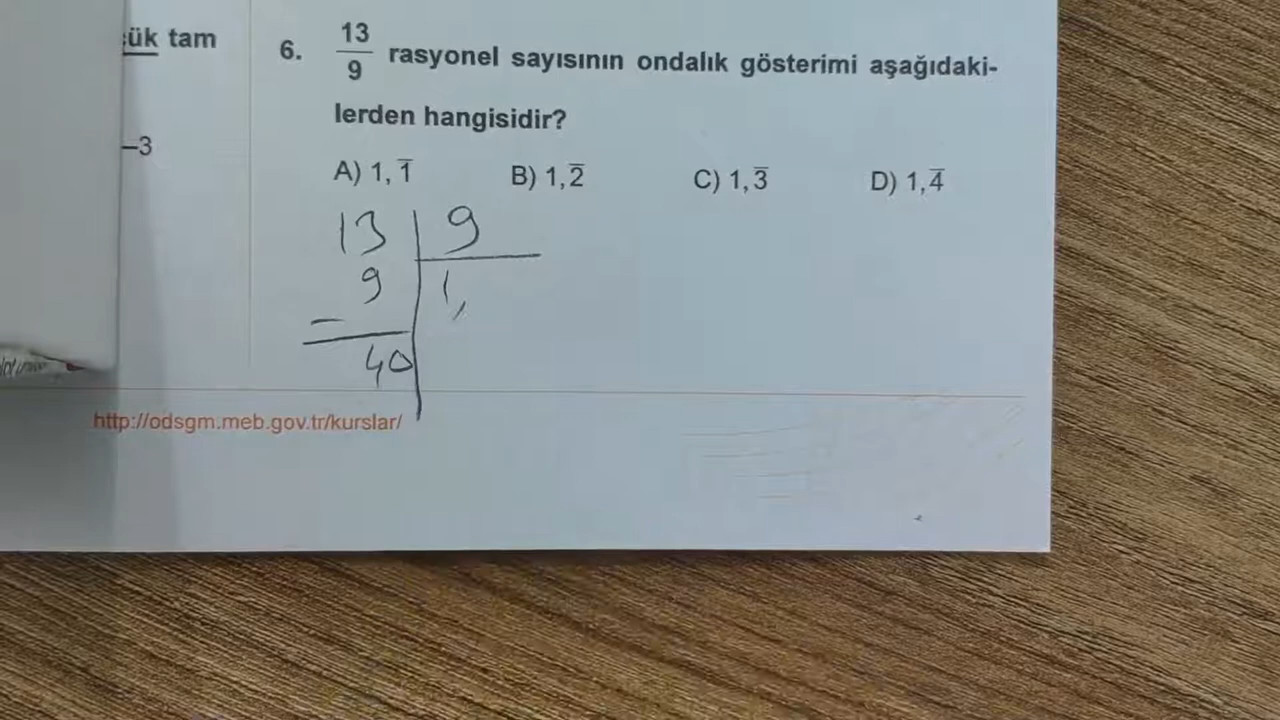 ük tam
–3
6. 13/9 rasyonel sayısının ondalık gösterimi aşağıdaki-
lerden hangisidir?
A) 1,1̅ B) 1,2̅ C) 1,3̅ D) 1,4̅
13 | 9
9 | 1,
–
40
http://odsgm.meb.gov.tr/kurslar/